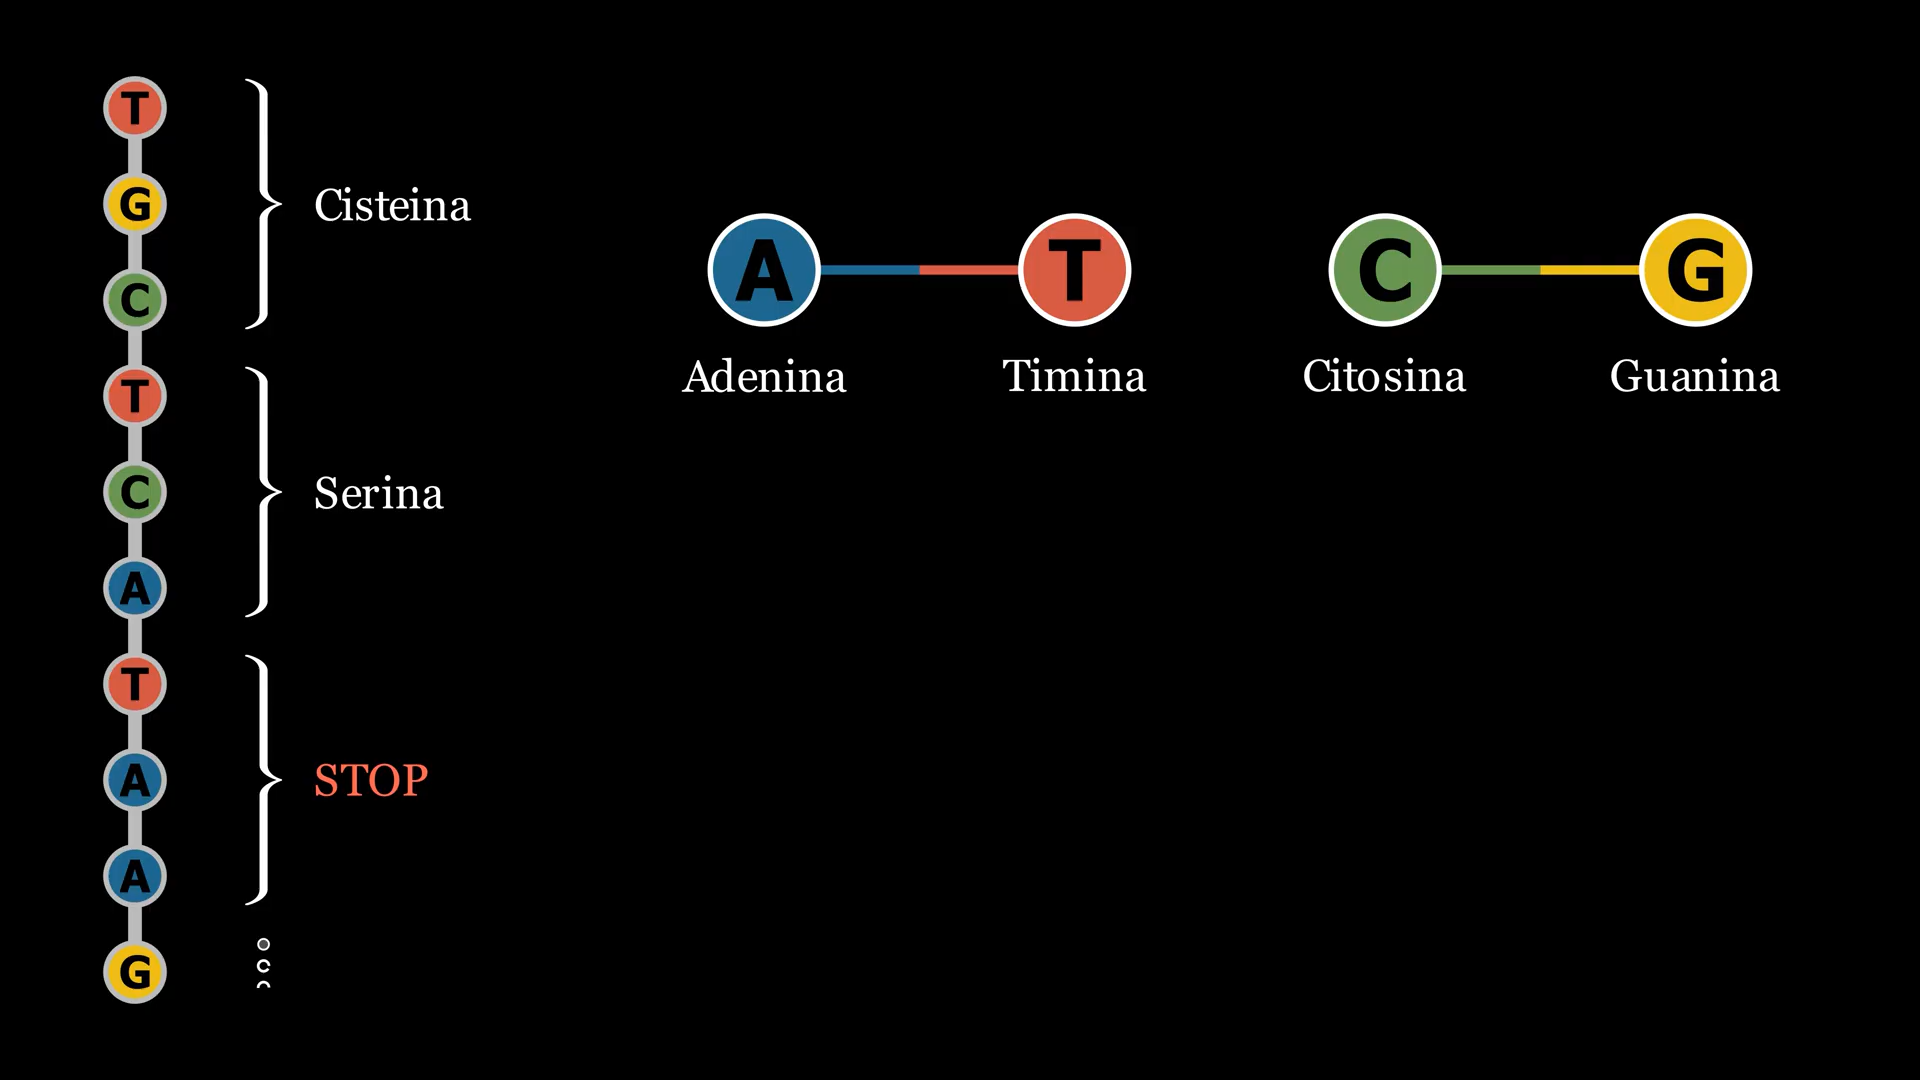 T
G
C
Cisteina
T
C
A
Serina
T
A
A
STOP
G
A T C G
Adenina Timina Citosina Guanina